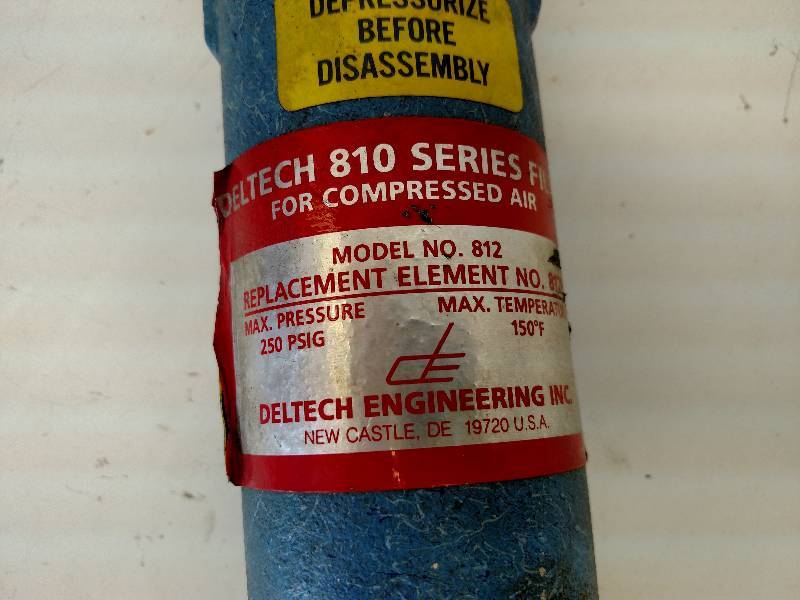 DEPRESSURIZE
BEFORE
DISASSEMBLY
DELTECH 810 SERIES
FOR COMPRESSED AIR
MODEL NO. 812
REPLACEMENT ELEMENT NO.
MAX. PRESSURE
250 PSIG
MAX.
150°F
DELTECH ENGINEERING INC.
NEW CASTLE, DE 19720 U.S.A.